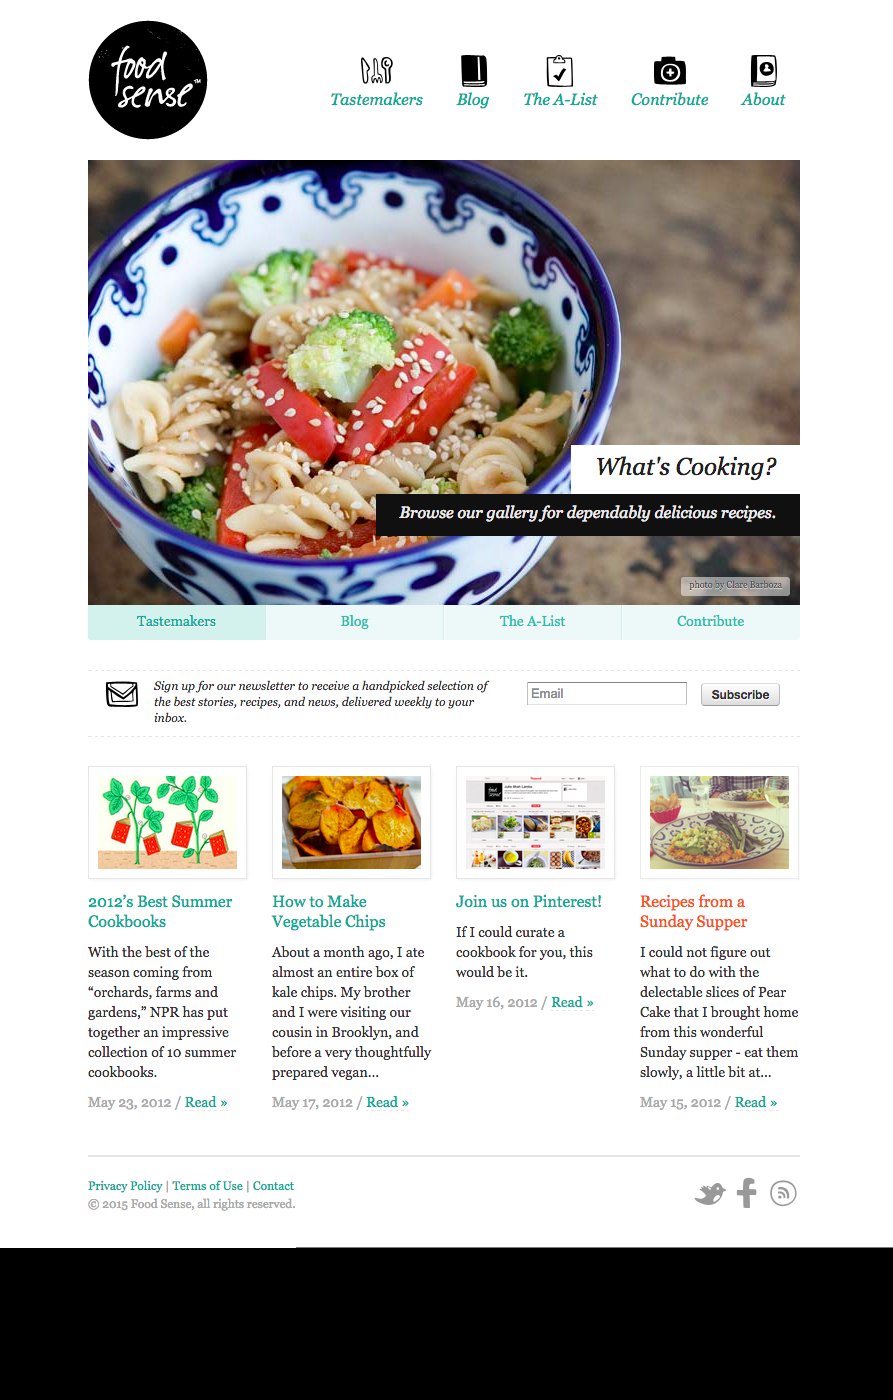 food
sense™
Tastemakers
Blog
The A-List
Contribute
About
What's Cooking?
Browse our gallery for dependably delicious recipes.
photo by Clare Barboza
Tastemakers
Blog
The A-List
Contribute
Sign up for our newsletter to receive a handpicked selection of
the best stories, recipes, and news, delivered weekly to your
inbox.
Email
Subscribe
2012’s Best Summer
Cookbooks
With the best of the
season coming from
“orchards, farms and
gardens,” NPR has put
together an impressive
collection of 10 summer
cookbooks.
May 23, 2012 / Read »
How to Make
Vegetable Chips
About a month ago, I ate
almost an entire box of
kale chips. My brother
and I were visiting our
cousin in Brooklyn, and
before a very thoughtfully
prepared vegan...
May 17, 2012 / Read »
food
sense
Join us on Pinterest!
If I could curate a
cookbook for you, this
would be it.
May 16, 2012 / Read »
Recipes from a
Sunday Supper
I could not figure out
what to do with the
delectable slices of Pear
Cake that I brought home
from this wonderful
Sunday supper - eat them
slowly, a little bit at...
May 15, 2012 / Read »
Privacy Policy | Terms of Use | Contact
© 2015 Food Sense, all rights reserved.